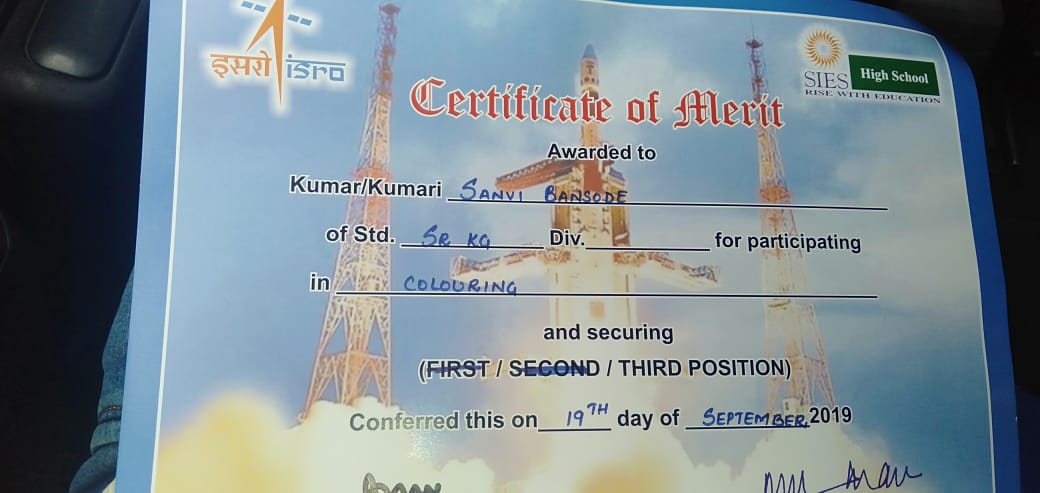 इसरो isro
SIES High School
RISE WITH EDUCATION
Certificate of Merit
Awarded to
Kumar/Kumari SANVI BANSODE
of Std. SR KG Div. for participating
in COLOURING
and securing
(FIRST / SECOND / THIRD POSITION)
Conferred this on 19TH day of SEPTEMBER, 2019